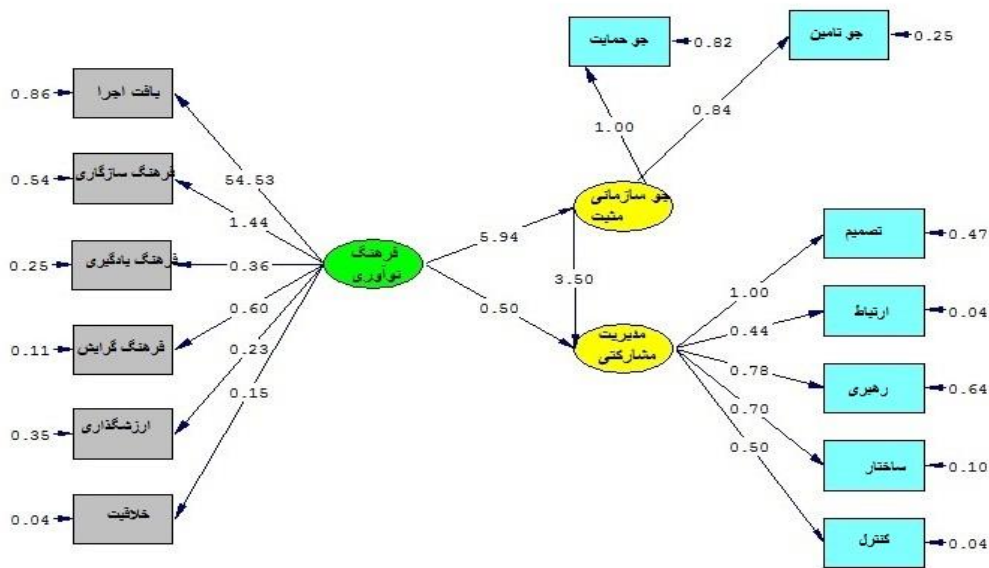 0.86
بافت اجرا
0.54
فرهنگ سازگاری
0.25
فرهنگ یادگیری
0.11
فرهنگ گرایش
0.35
ارزشگذاری
0.04
خلاقیت
54.53
1.44
0.36
0.60
0.23
0.15
فرهنگ
نوآوری
5.94
0.50
جو سازمانی
مثبت
3.50
مدیریت
مشارکتی
1.00
0.84
جو حمایت
0.82
جو تامین
0.25
1.00
0.44
0.78
0.70
0.50
تصمیم
0.47
ارتباط
0.04
رهبری
0.64
ساختار
0.10
کنترل
0.04